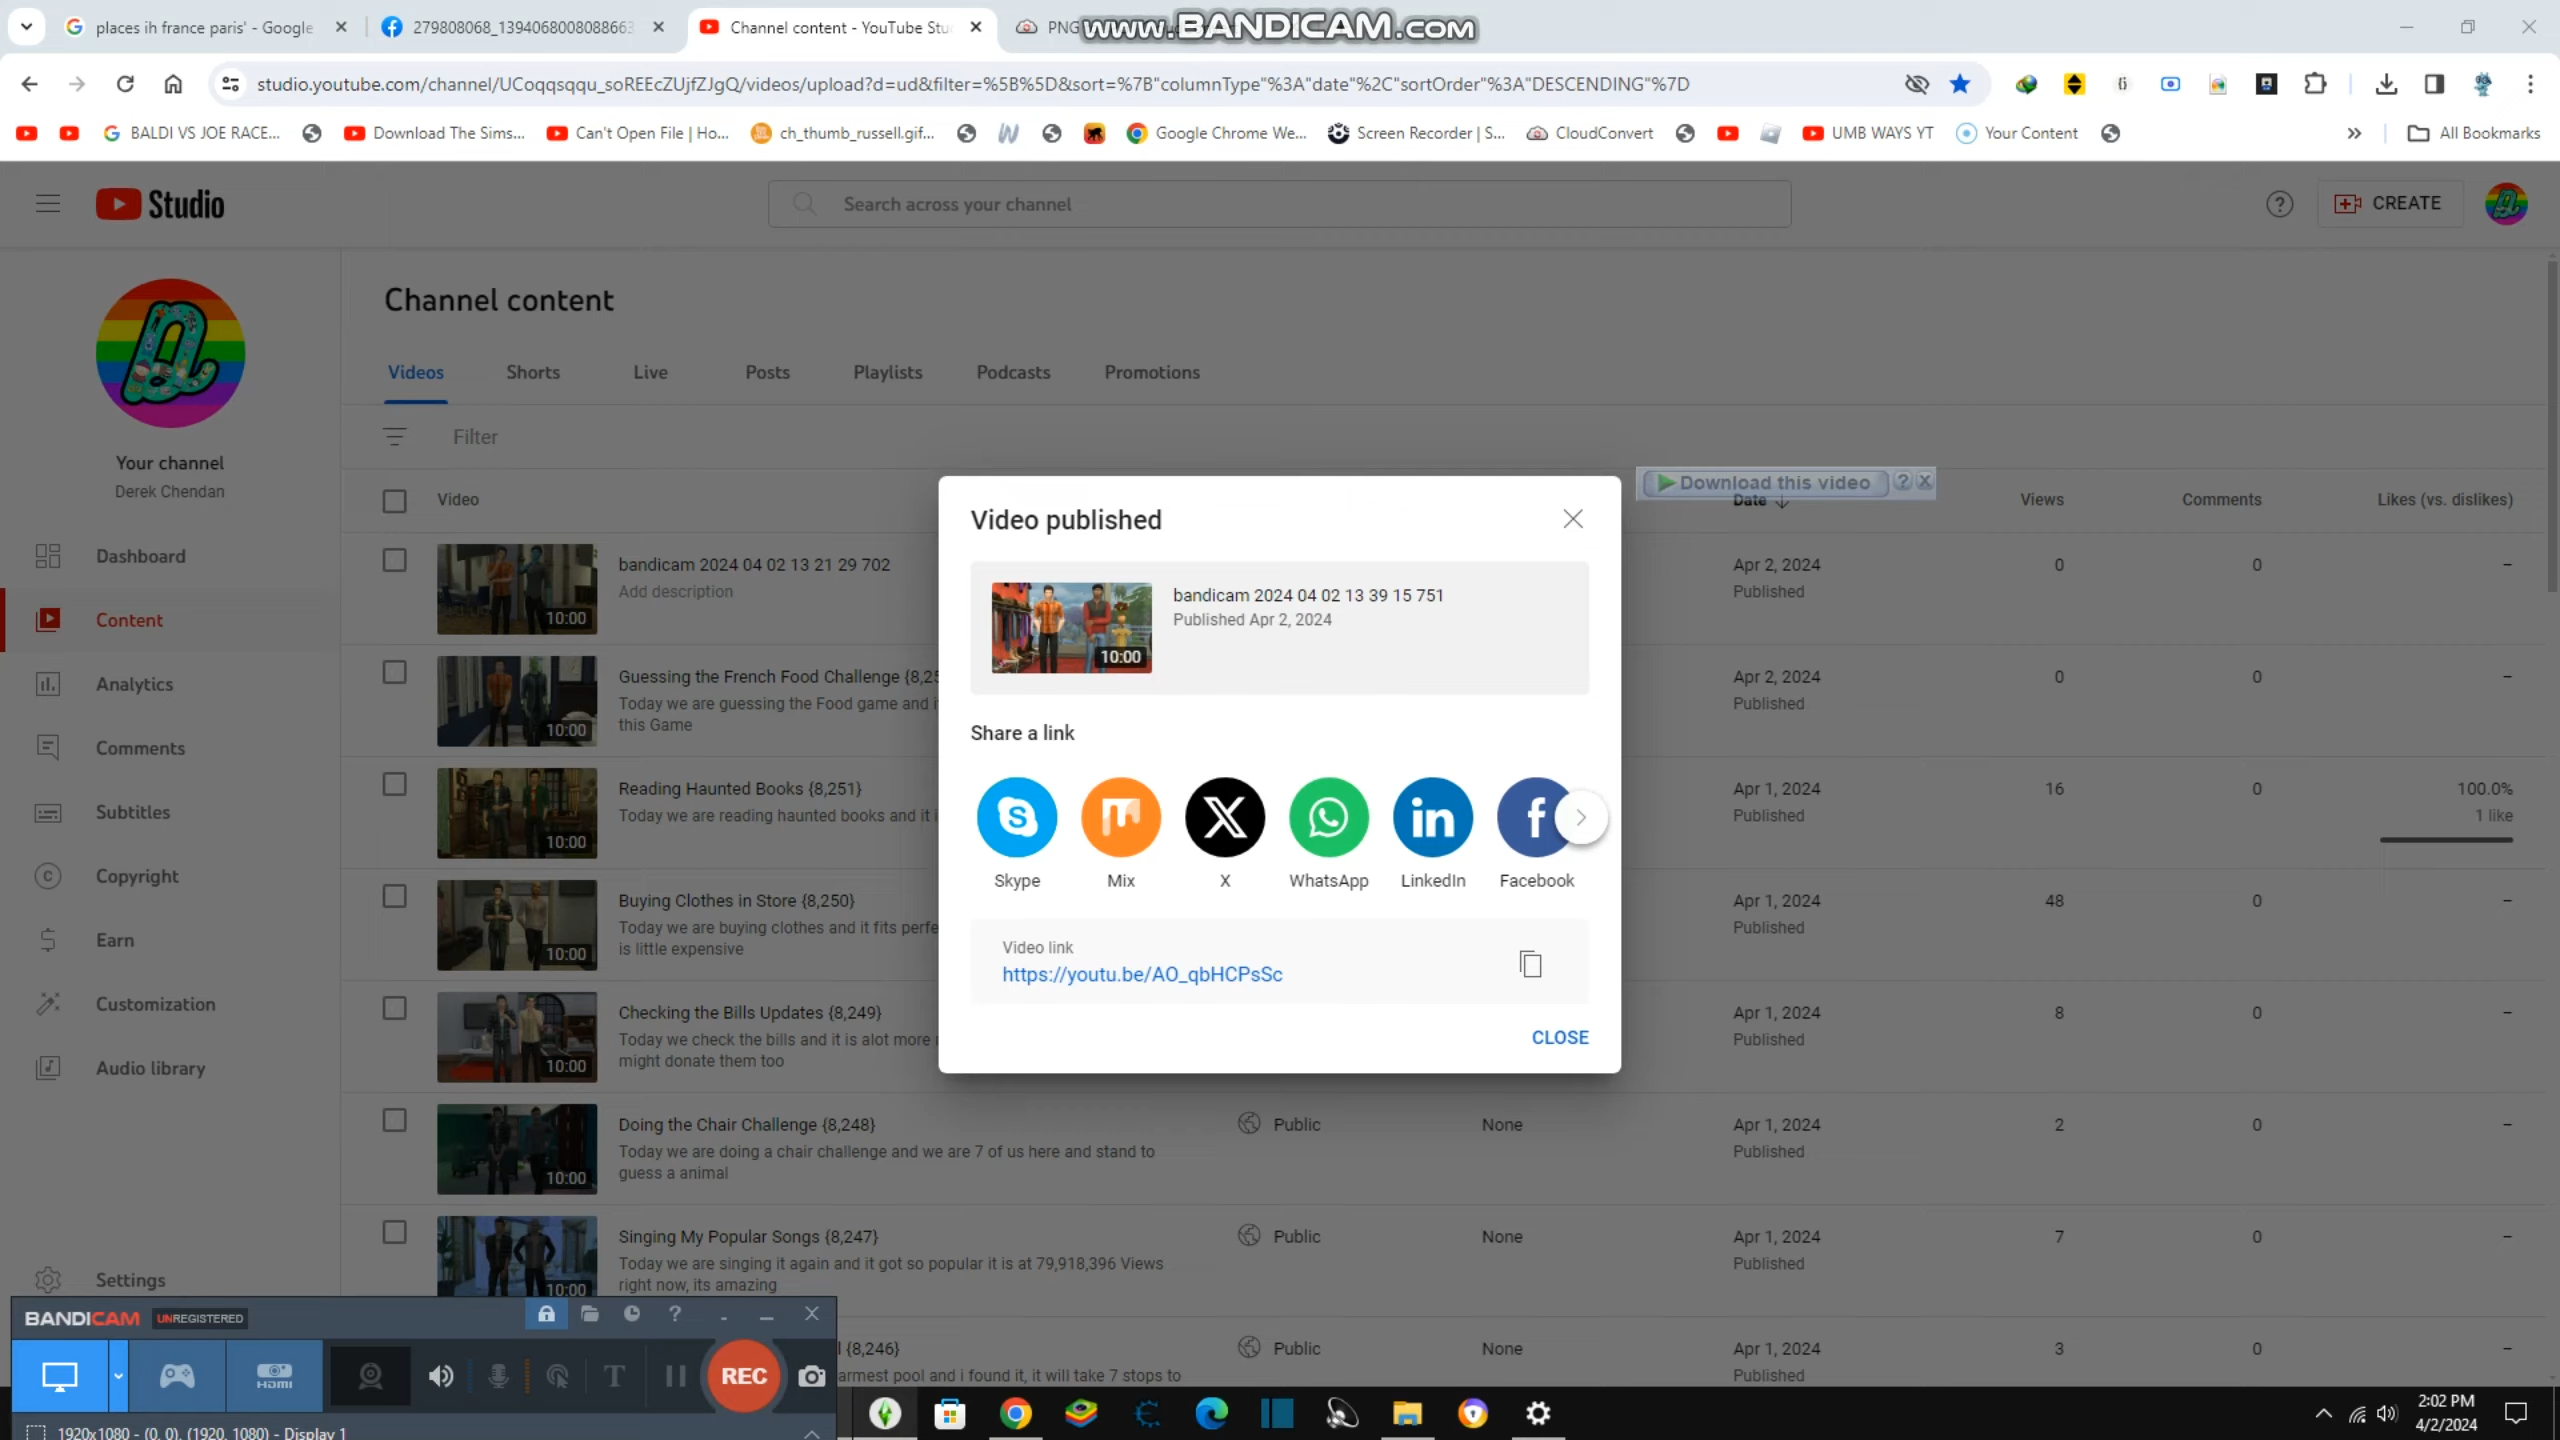 places ih france paris' - Google
279808068_1394068008088663
Channel content - YouTube Stu
PNG
www.BANDICAM.com
studio.youtube.com/channel/UCoqqsqqu_soREEcZUjfZJgQ/videos/upload?d=ud&filter=%5B%5D&sort=%7B"columnType"%3A"date"%2C"sortOrder"%3A"DESCENDING"%7D
BALDI VS JOE RACE...
Download The Sims...
Can't Open File | Ho...
ch_thumb_russell.gif...
Google Chrome We...
Screen Recorder | S...
CloudConvert
UMB WAYS YT
Your Content
All Bookmarks
Studio
Search across your channel
CREATE
Channel content
Videos
Shorts
Live
Posts
Playlists
Podcasts
Promotions
Filter
Your channel
Derek Chendan
Dashboard
Content
Analytics
Comments
Subtitles
Copyright
Earn
Customization
Audio library
Settings
Video
Download this video
Date
Views
Comments
Likes (vs. dislikes)
bandicam 2024 04 02 13 21 29 702
Add description
10:00
Apr 2, 2024
Published
0
0
–
Guessing the French Food Challenge {8,25
Today we are guessing the Food game and i
this Game
10:00
Apr 2, 2024
Published
0
0
–
Reading Haunted Books {8,251}
Today we are reading haunted books and it i
10:00
Apr 1, 2024
Published
16
0
100.0%
1 like
Buying Clothes in Store {8,250}
Today we are buying clothes and it fits perfe
is little expensive
10:00
Apr 1, 2024
Published
48
0
–
Checking the Bills Updates {8,249}
Today we check the bills and it is alot more
might donate them too
10:00
Apr 1, 2024
Published
8
0
–
Doing the Chair Challenge {8,248}
Today we are doing a chair challenge and we are 7 of us here and stand to
guess a animal
10:00
Public
None
Apr 1, 2024
Published
2
0
–
Singing My Popular Songs {8,247}
Today we are singing it again and it got so popular it is at 79,918,396 Views
right now, its amazing
10:00
Public
None
Apr 1, 2024
Published
7
0
–
l {8,246}
armest pool and i found it, it will take 7 stops to
Public
None
Apr 1, 2024
Published
3
0
–
Video published
bandicam 2024 04 02 13 39 15 751
Published Apr 2, 2024
10:00
Share a link
Skype
Mix
X
WhatsApp
LinkedIn
Facebook
Video link
https://youtu.be/AO_qbHCPsSc
CLOSE
BANDICAM UNREGISTERED
HDMI
REC
1920x1080 - (0, 0), (1920, 1080) - Display 1
2:02 PM
4/2/2024